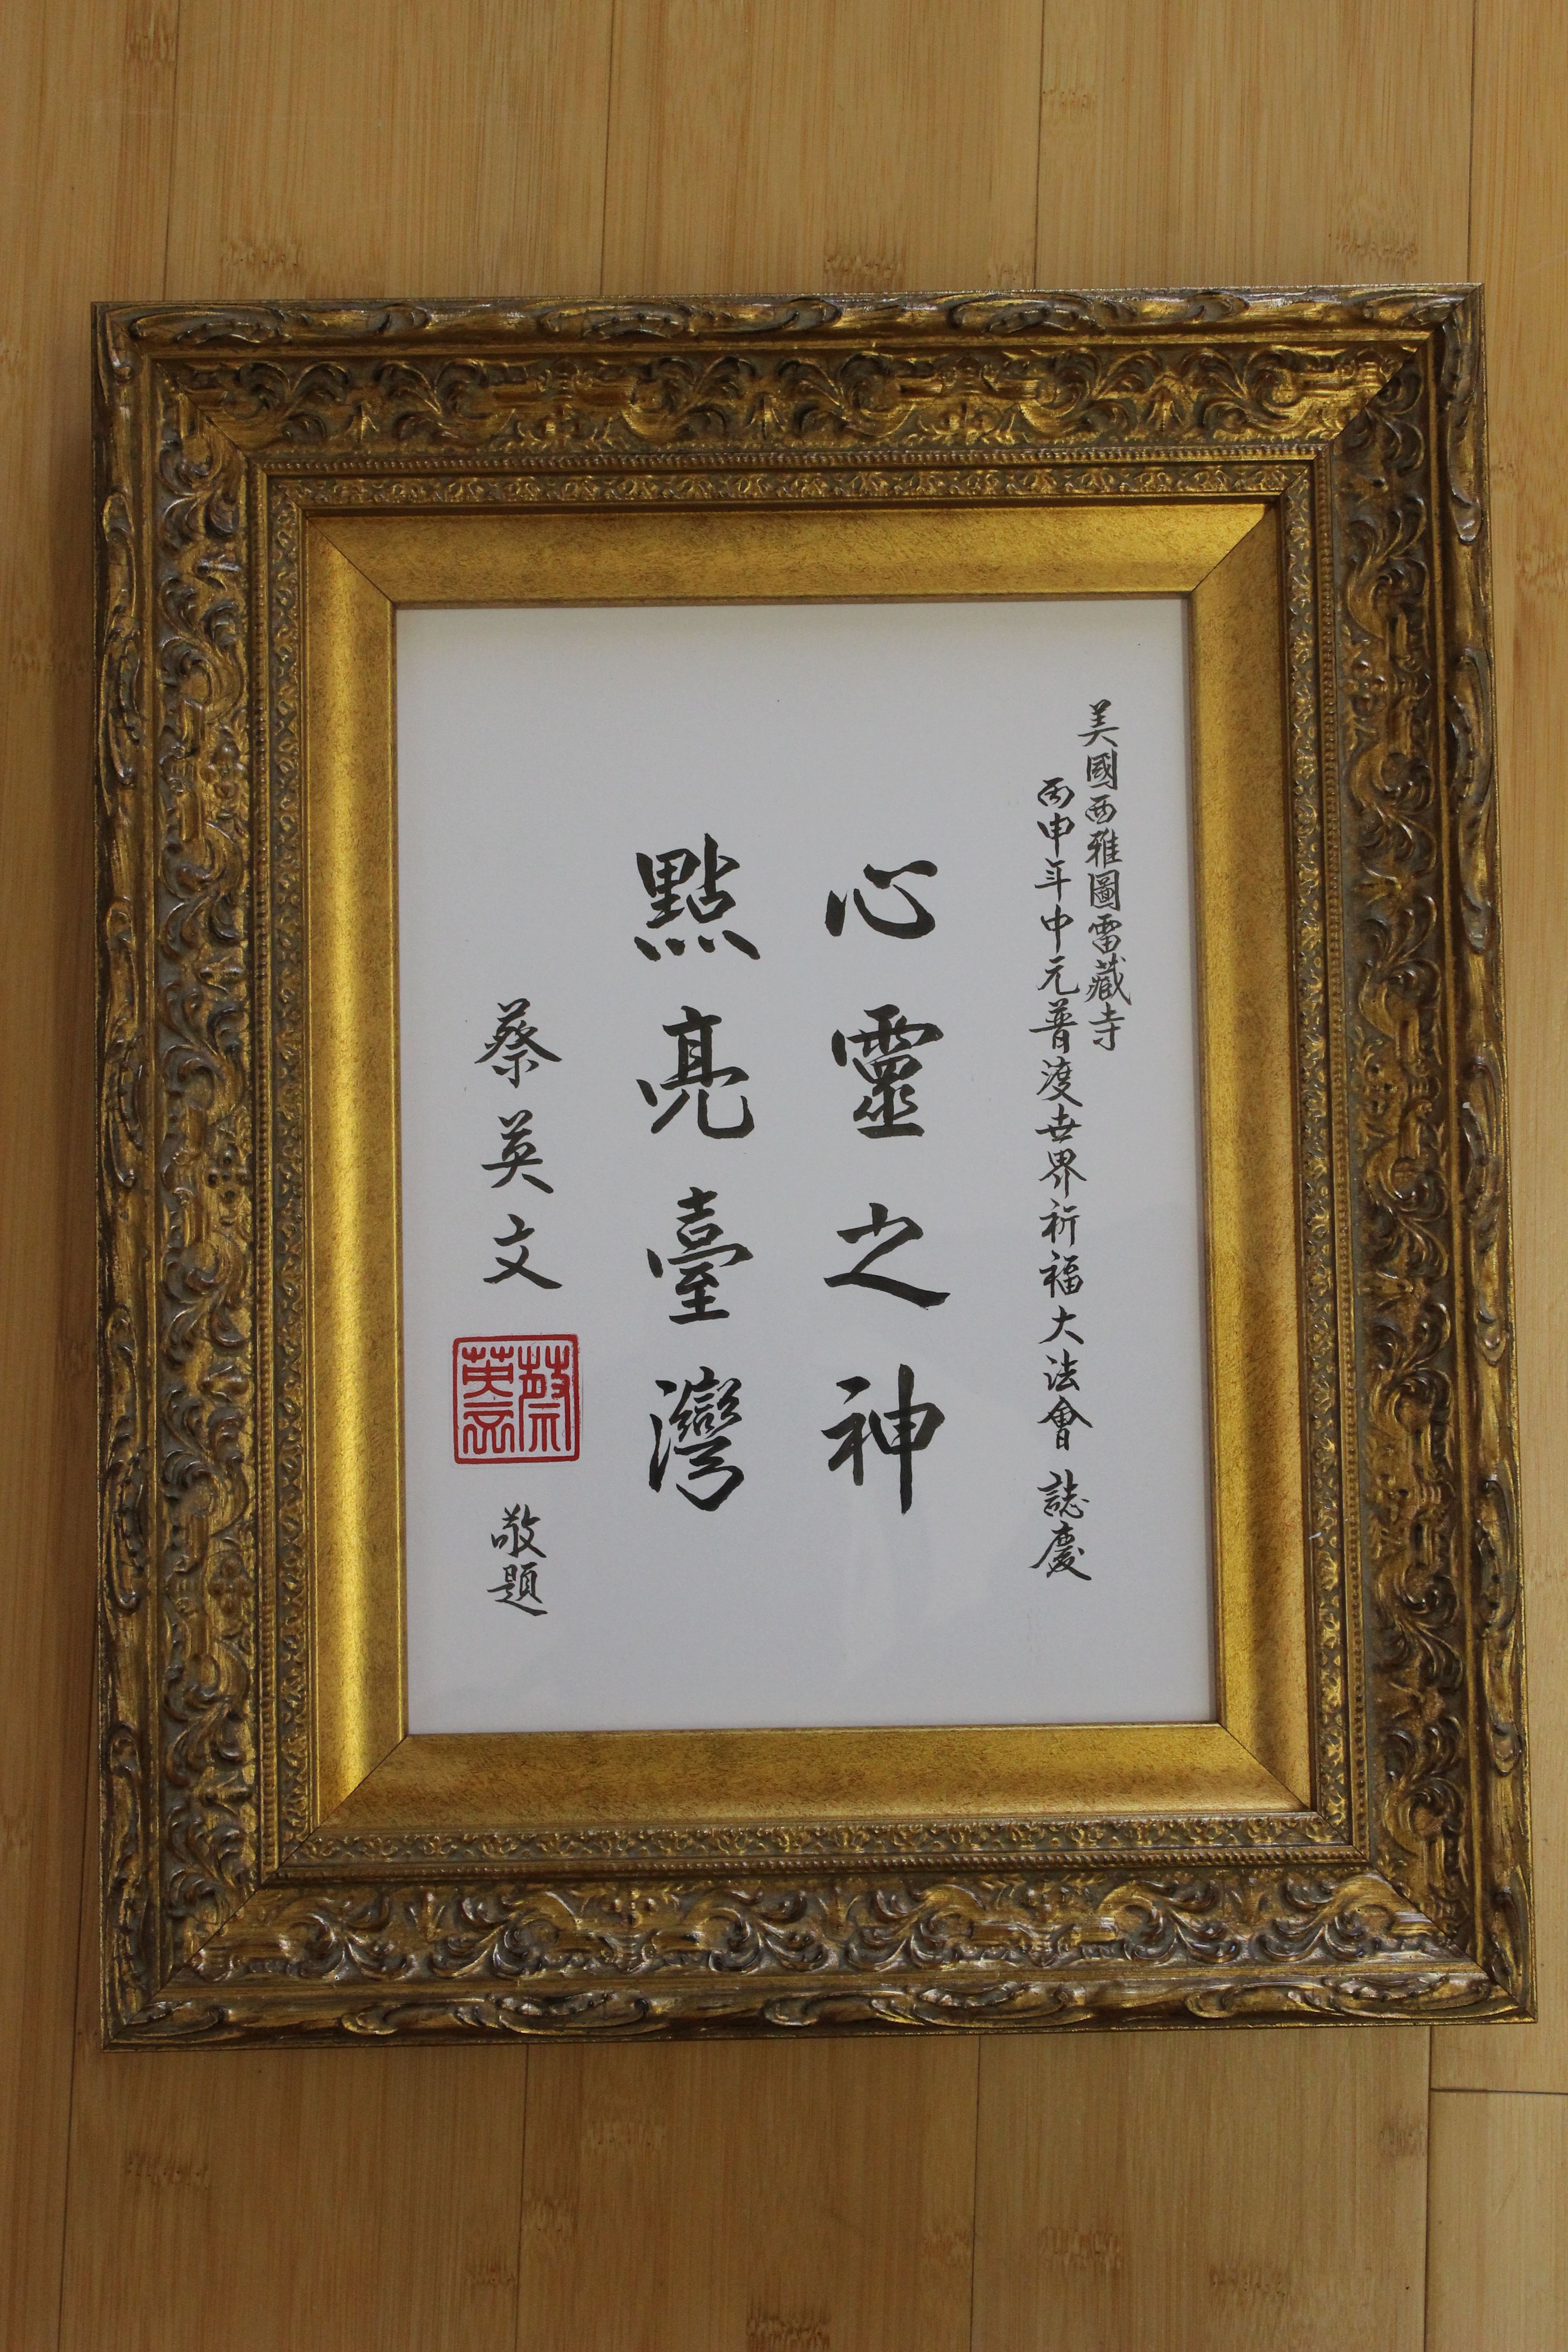 美國西雅圖雷藏寺
丙申年中元普渡世界祈福大法會 誌慶
心靈之神
點亮臺灣
蔡英文
蔡英文
敬題